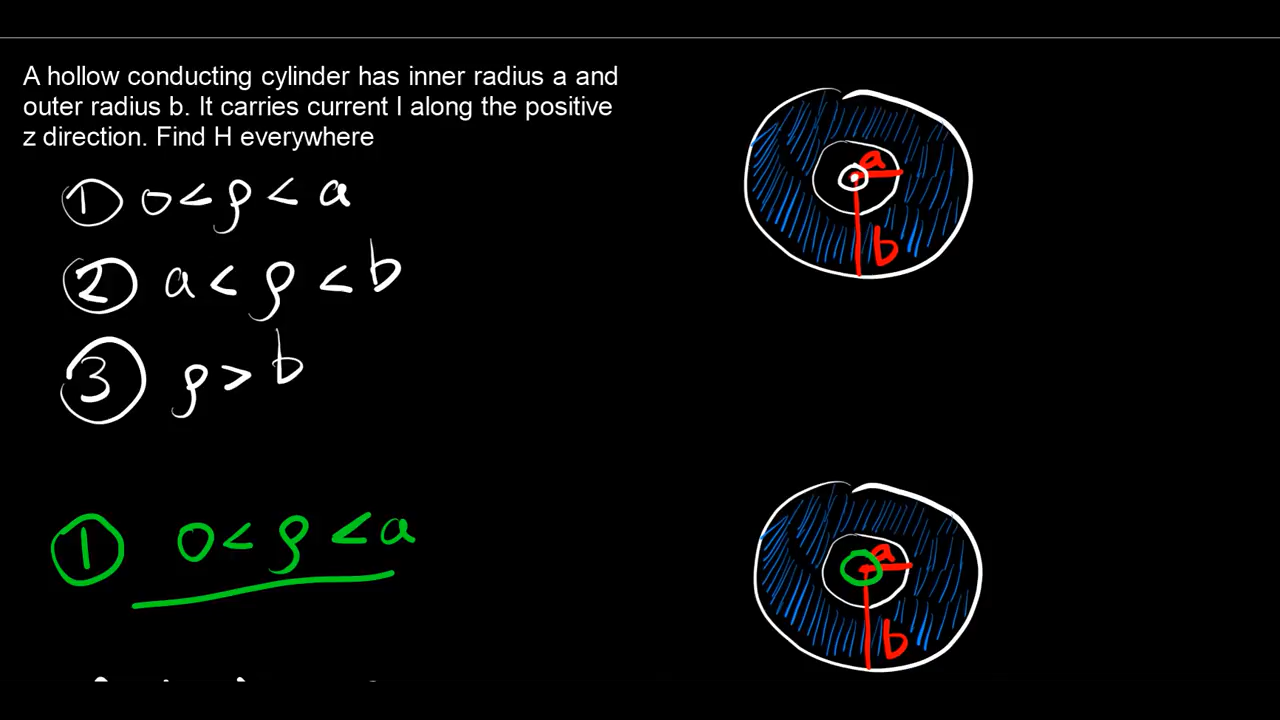 A hollow conducting cylinder has inner radius a and
outer radius b. It carries current I along the positive
z direction. Find H everywhere
① 0 < ρ < a
② a < ρ < b
③ ρ > b
① 0 < ρ < a
a
b
a
b